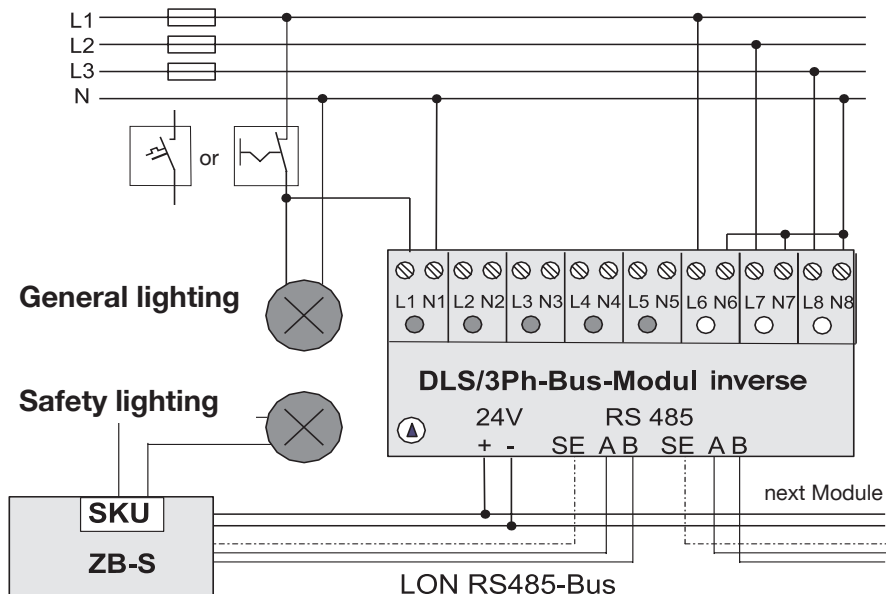 L1
L2
L3
N
or
General lighting
L1 N1 L2 N2 L3 N3 L4 N4 L5 N5 L6 N6 L7 N7 L8 N8
DLS/3Ph-Bus-Modul inverse
Safety lighting
24V RS 485
+ - SE A B SE A B
next Module
SKU
ZB-S
LON RS485-Bus